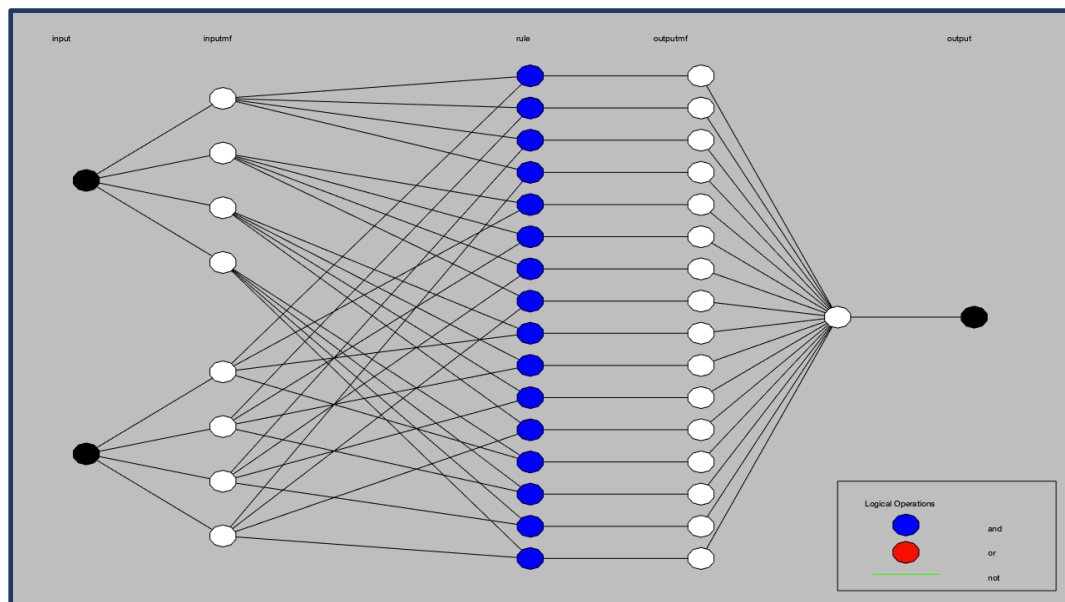 input inputmf rule outputmf output
Logical Operations
and
or
not